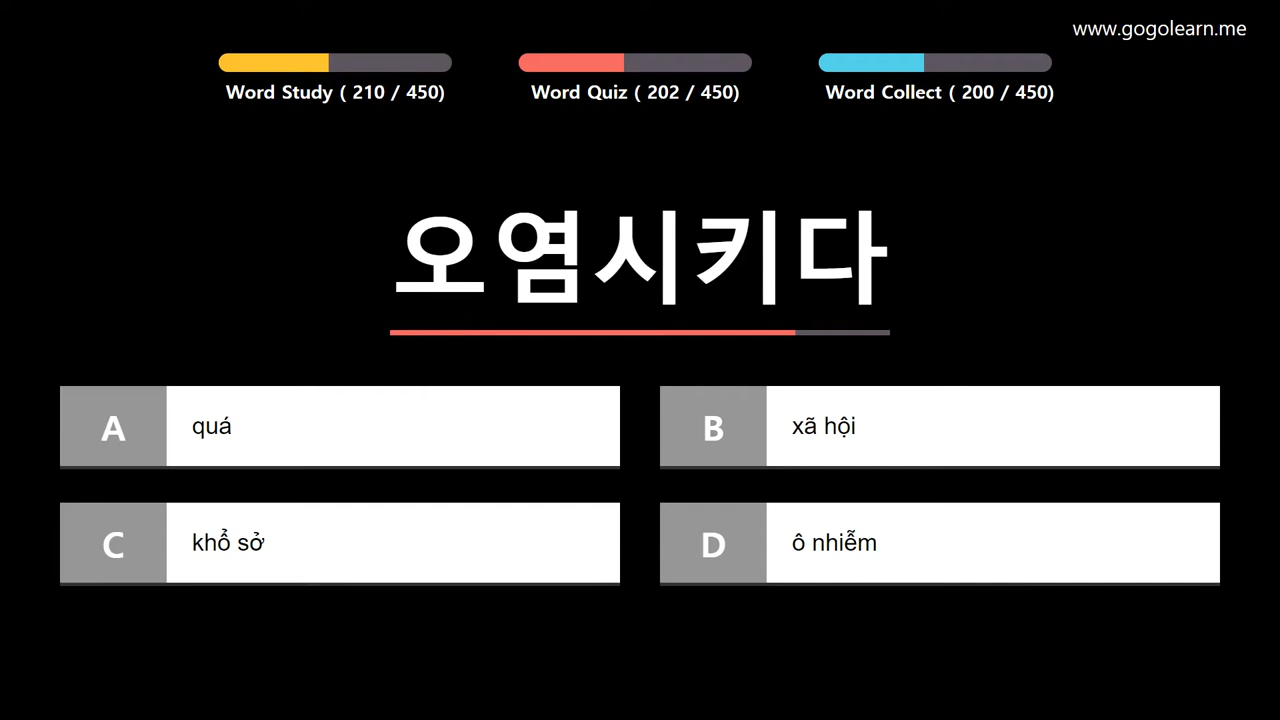 www.gogolearn.me
Word Study ( 210 / 450)
Word Quiz ( 202 / 450)
Word Collect ( 200 / 450)
오염시키다
A quá
B xã hội
C khổ sở
D ô nhiễm